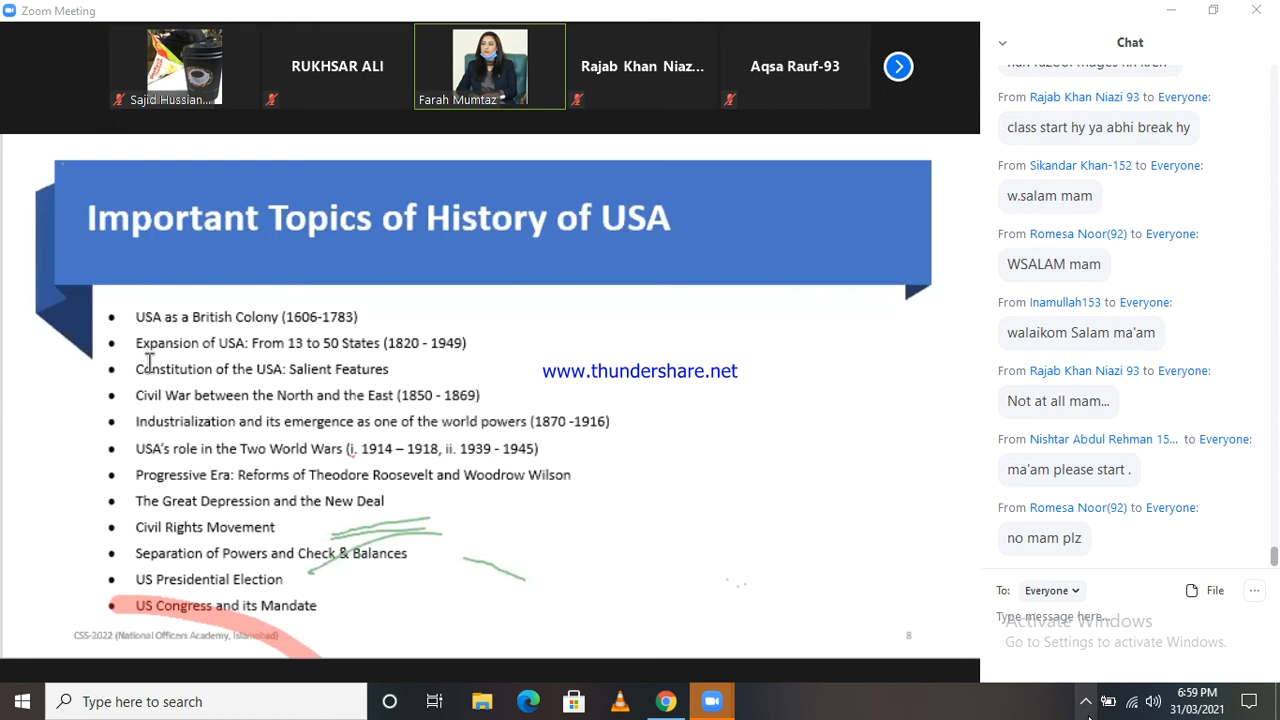 Zoom Meeting
Sajid Hussian...
RUKHSAR ALI
Farah Mumtaz
Rajab Khan Niaz...
Aqsa Rauf-93
Important Topics of History of USA
• USA as a British Colony (1606-1783)
• Expansion of USA: From 13 to 50 States (1820 - 1949)
• Constitution of the USA: Salient Features
• Civil War between the North and the East (1850 - 1869)
• Industrialization and its emergence as one of the world powers (1870 -1916)
• USA's role in the Two World Wars (i. 1914 – 1918, ii. 1939 - 1945)
• Progressive Era: Reforms of Theodore Roosevelt and Woodrow Wilson
• The Great Depression and the New Deal
• Civil Rights Movement
• Separation of Powers and Check & Balances
• US Presidential Election
• US Congress and its Mandate
www.thundershare.net
CSS-2022 (National Officers Academy, Islamabad)
8
Chat
From Rajab Khan Niazi 93 to Everyone:
class start hy ya abhi break hy
From Sikandar Khan-152 to Everyone:
w.salam mam
From Romesa Noor(92) to Everyone:
WSALAM mam
From Inamullah153 to Everyone:
walaikom Salam ma'am
From Rajab Khan Niazi 93 to Everyone:
Not at all mam...
From Nishtar Abdul Rehman 15... to Everyone:
ma'am please start .
From Romesa Noor(92) to Everyone:
no mam plz
To: Everyone
File
Type message here...
Activate Windows
Go to Settings to activate Windows.
Type here to search
6:59 PM
31/03/2021